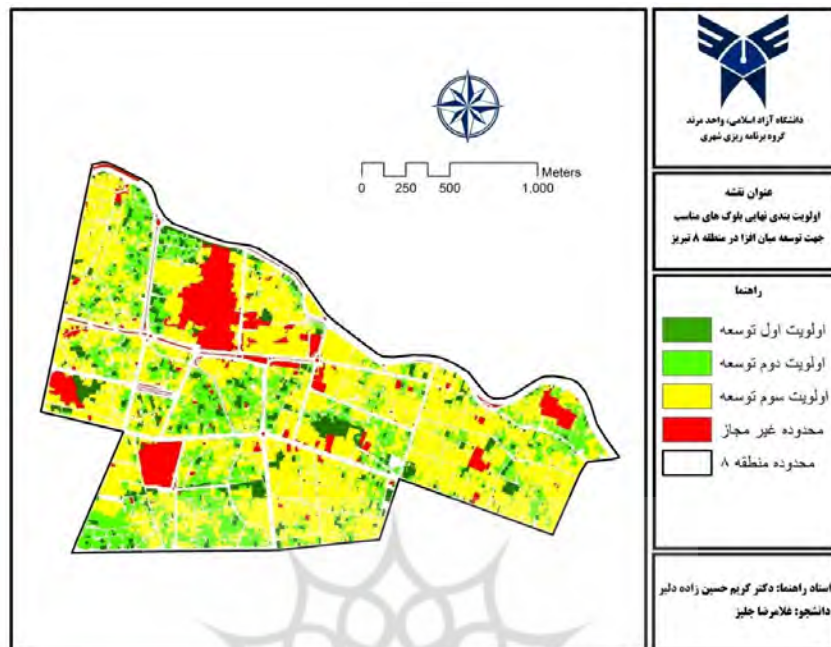 دانشگاه آزاد اسلامی، واحد مرند
گروه برنامه ریزی شهری
Meters
0 250 500 1,000
عنوان نقشه
اولویت بندی نهایی بلوک های مناسب
جهت توسعه میان افزا در منطقه ۸ تبریز
راهنما
اولویت اول توسعه
اولویت دوم توسعه
اولویت سوم توسعه
محدوده غیر مجاز
محدوده منطقه ۸
استاد راهنما: دکتر کریم حسین زاده دلیر
دانشجو: غلامرضا جلیز